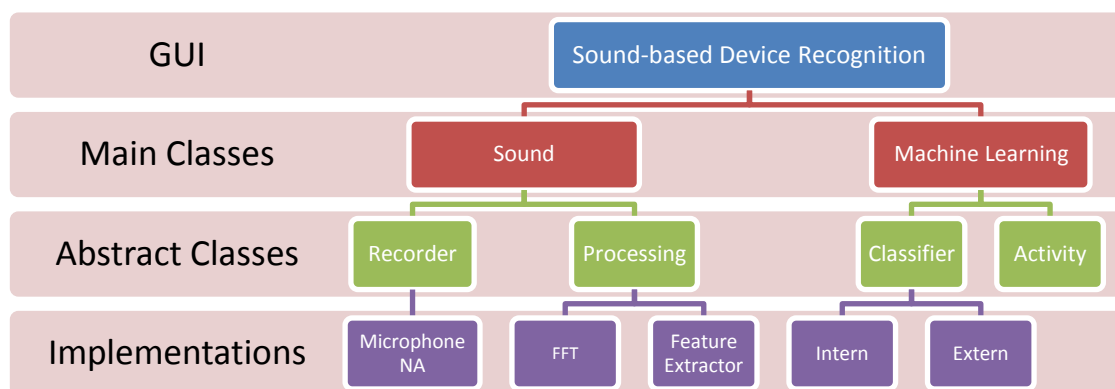 GUI
Sound-based Device Recognition
Main Classes
Sound
Machine Learning
Abstract Classes
Recorder
Processing
Classifier
Activity
Implementations
Microphone
NA
FFT
Feature
Extractor
Intern
Extern